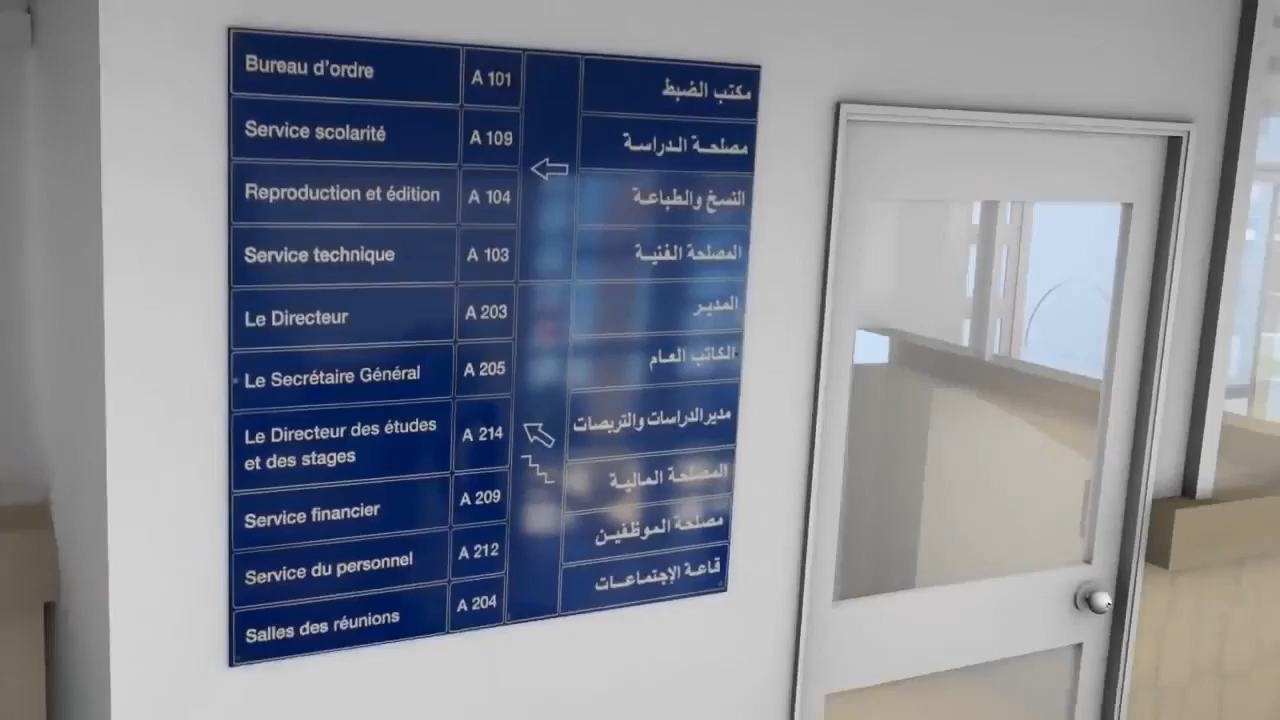 Bureau d'ordre A 101 مكتب الضبط
Service scolarité A 109 مصلحة الدراسة
Reproduction et édition A 104 النسخ والطباعة
Service technique A 103 المصلحة الفنية
Le Directeur A 203 المدير
Le Secrétaire Général A 205 الكاتب العام
Le Directeur des études
et des stages A 214 مدير الدراسات والتربصات
Service financier A 209 المصلحة المالية
Service du personnel A 212 مصلحة الموظفين
Salles des réunions A 204 قاعة الإجتماعات